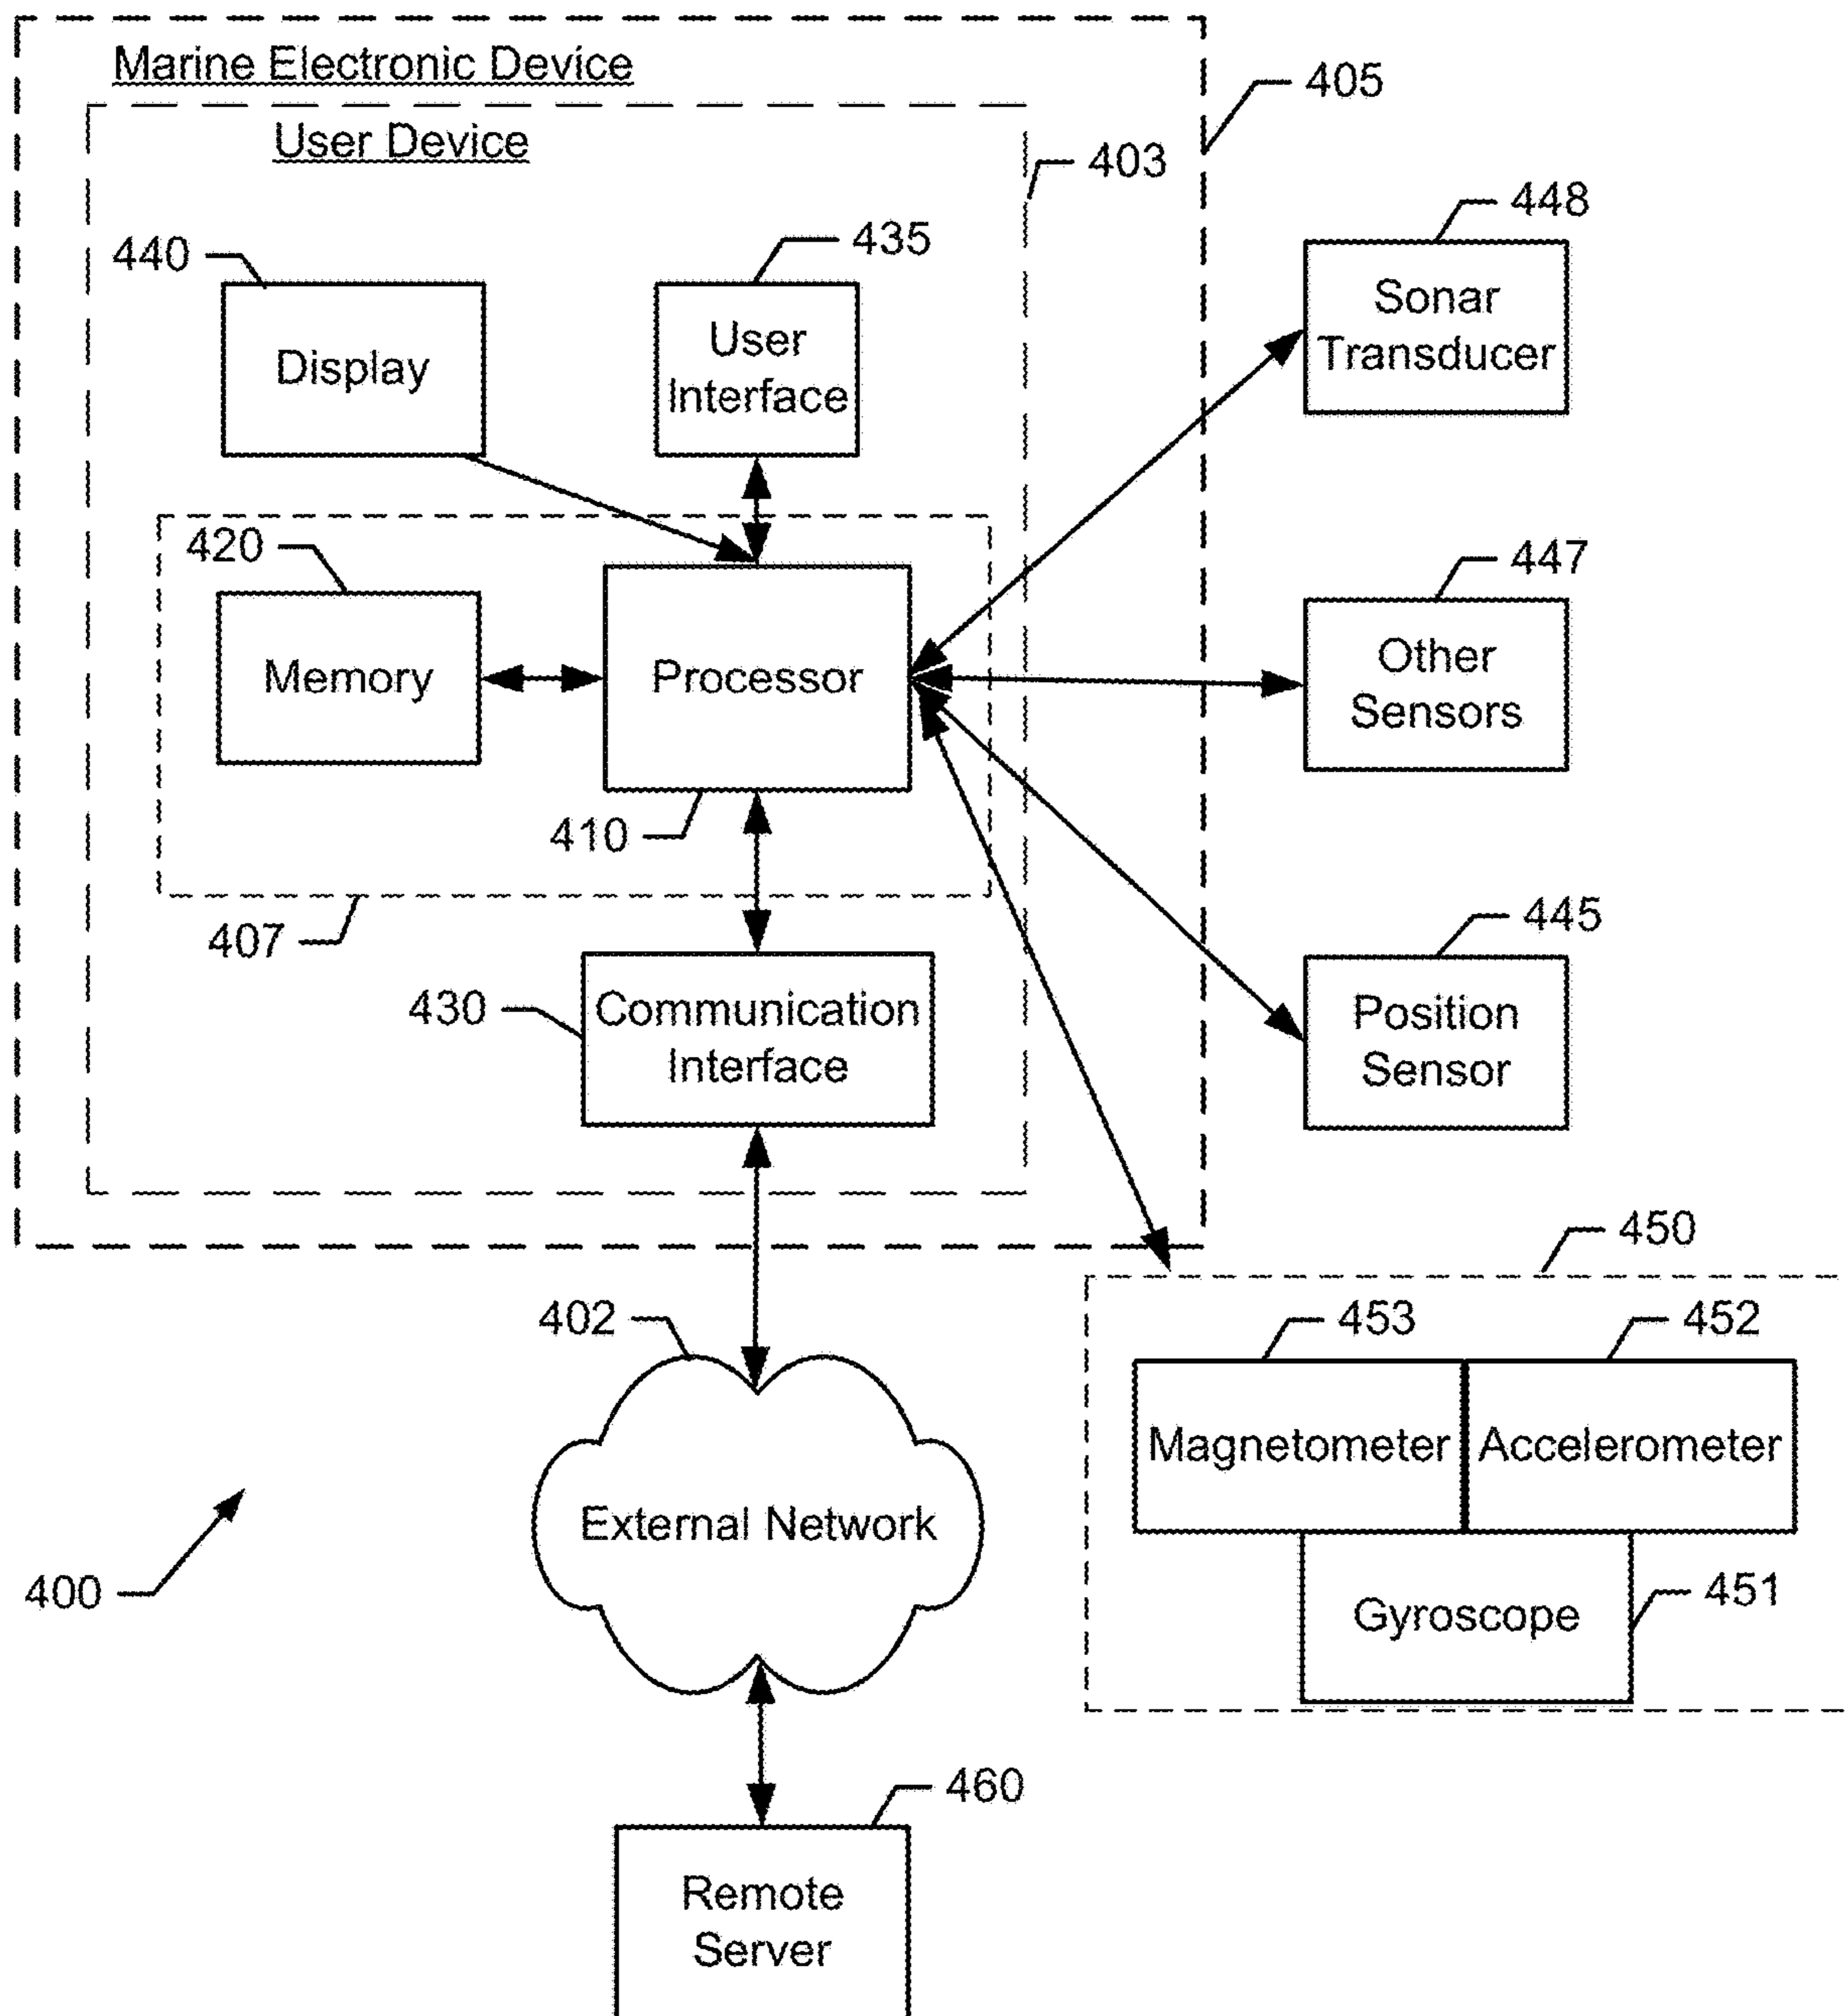 Marine Electronic Device
405
User Device
403
440
435
448
Display
User
Interface
Sonar
Transducer
420
447
Memory
Processor
Other
Sensors
410
407
445
430
Communication
Interface
Position
Sensor
450
402
453
452
Magnetometer
Accelerometer
External Network
400
451
Gyroscope
460
Remote
Server